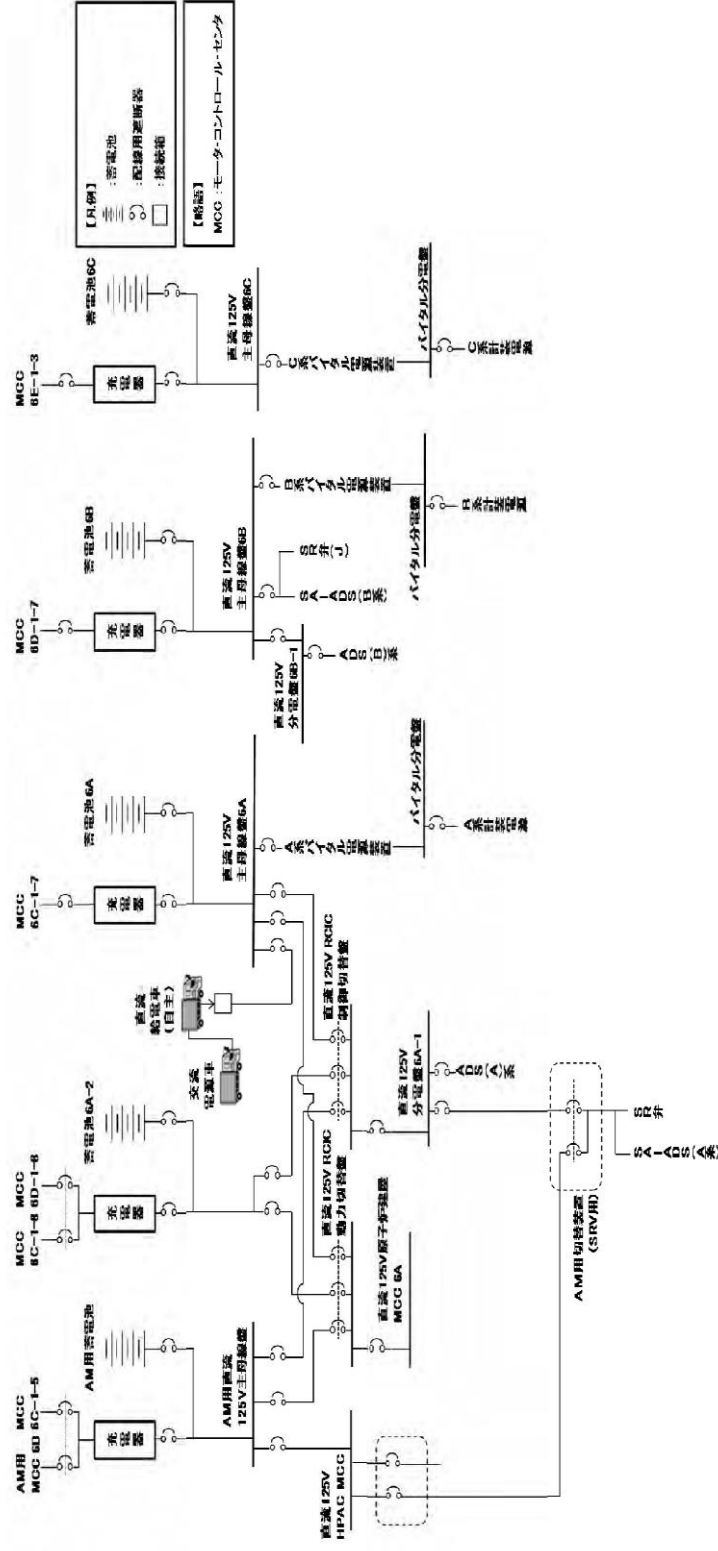 【凡例】
:蓄電池
:配線用遮断器
:接続箱
【略語】
MCC :モータ・コントロール・センタ
AM用
MCC 6D
MCC
6C-1-5
充電器
AM用蓄電池
AM用直流
125V主母線盤
直流125V
HPAC MCC
MCC
6C-1-6
MCC
6D-1-6
充電器
蓄電池6A-2
直流125V RCIC
動力切替盤
直流125V原子炉建屋
MCC 6A
交流
電源車
直流
給電車
(自主)
直流125V RCIC
制御切替盤
直流125V
分電盤6A-1
ADS(A)系
AM用切替装置
(SRV用)
SR弁
SA-ADS(A系)
MCC
6C-1-7
充電器
蓄電池6A
直流125V
主母線盤6A
A系バイタル電源装置
バイタル分電盤
A系計装電源
MCC
6D-1-7
充電器
蓄電池6B
直流125V
主母線盤6B
直流125V
分電盤6B-1
ADS(B)系
SA-ADS(B系)
SR弁(J)
B系バイタル電源装置
バイタル分電盤
B系計装電源
MCC
6E-1-3
充電器
蓄電池6C
直流125V
主母線盤6C
C系バイタル電源装置
バイタル分電盤
C系計装電源